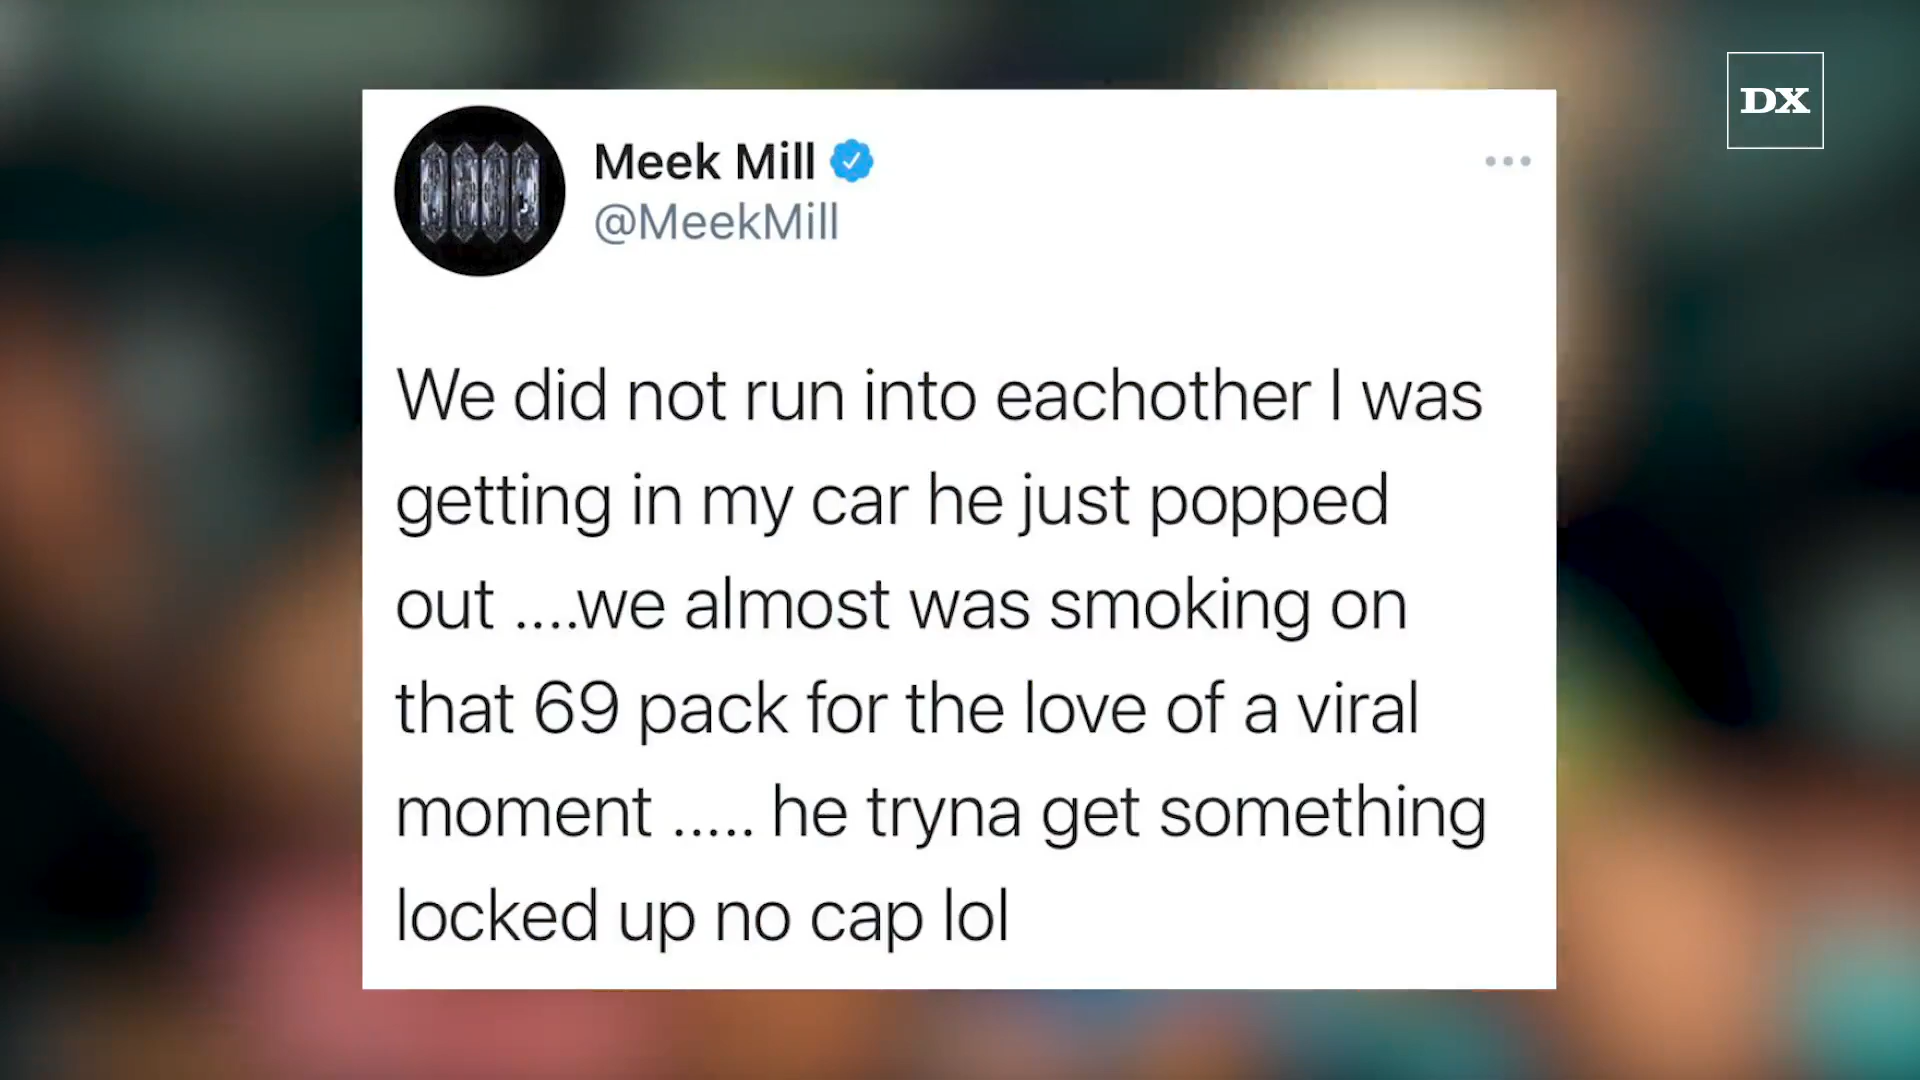 DX
Meek Mill
@MeekMill
We did not run into eachother I was
getting in my car he just popped
out ....we almost was smoking on
that 69 pack for the love of a viral
moment ..... he tryna get something
locked up no cap lol